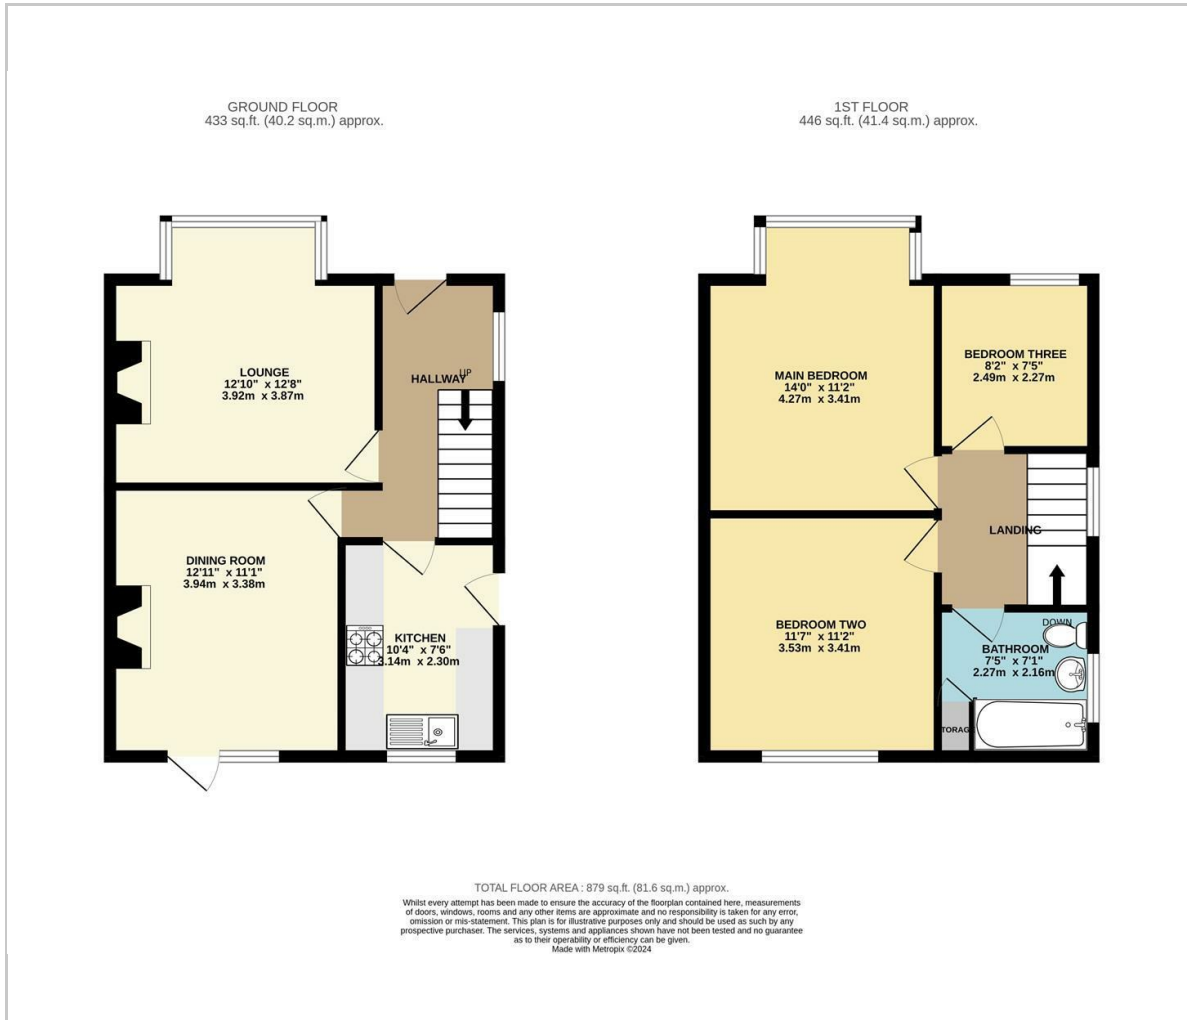 GROUND FLOOR
433 sq.ft. (40.2 sq.m.) approx.
1ST FLOOR
446 sq.ft. (41.4 sq.m.) approx.
LOUNGE
12'10" x 12'8"
3.92m x 3.87m
UP
HALLWAY
DINING ROOM
12'11" x 11'1"
3.94m x 3.38m
KITCHEN
10'4" x 7'6"
3.14m x 2.30m
MAIN BEDROOM
14'0" x 11'2"
4.27m x 3.41m
BEDROOM THREE
8'2" x 7'5"
2.49m x 2.27m
LANDING
BEDROOM TWO
11'7" x 11'2"
3.53m x 3.41m
DOWN
BATHROOM
7'5" x 7'1"
2.27m x 2.16m
TORAG
TOTAL FLOOR AREA : 879 sq.ft. (81.6 sq.m.) approx.
Whilst every attempt has been made to ensure the accuracy of the floorplan contained here, measurements
of doors, windows, rooms and any other items are approximate and no responsibility is taken for any error,
omission or mis-statement. This plan is for illustrative purposes only and should be used as such by any
prospective purchaser. The services, systems and appliances shown have not been tested and no guarantee
as to their operability or efficiency can be given.
Made with Metropix ©2024